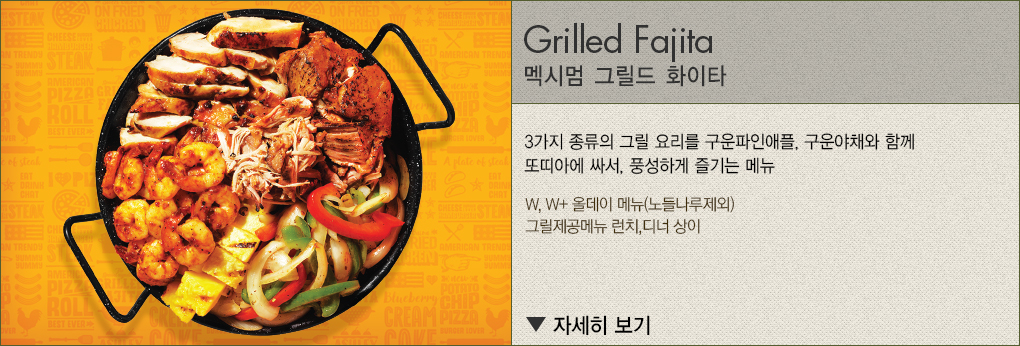 Grilled Fajita
멕시멈 그릴드 화이타
3가지 종류의 그릴 요리를 구운파인애플, 구운야채와 함께
또띠아에 싸서, 풍성하게 즐기는 메뉴
W, W+ 올데이 메뉴(노들나루제외)
그릴제공메뉴 런치,디너 상이
▼ 자세히 보기